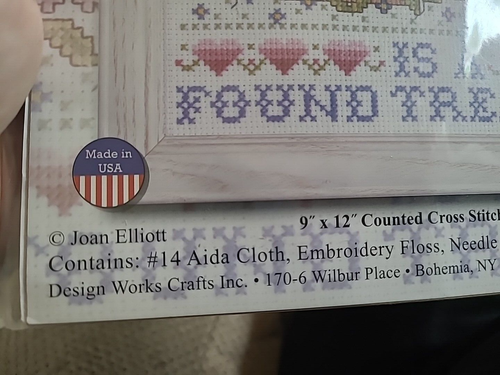 IS
FOUND
Made in
USA
© Joan Elliott
9" x 12" Counted Cross
Contains: #14 Aida Cloth, Embroidery Floss, Needle
Design Works Crafts Inc. • 170-6 Wilbur Place • Bohemia, NY